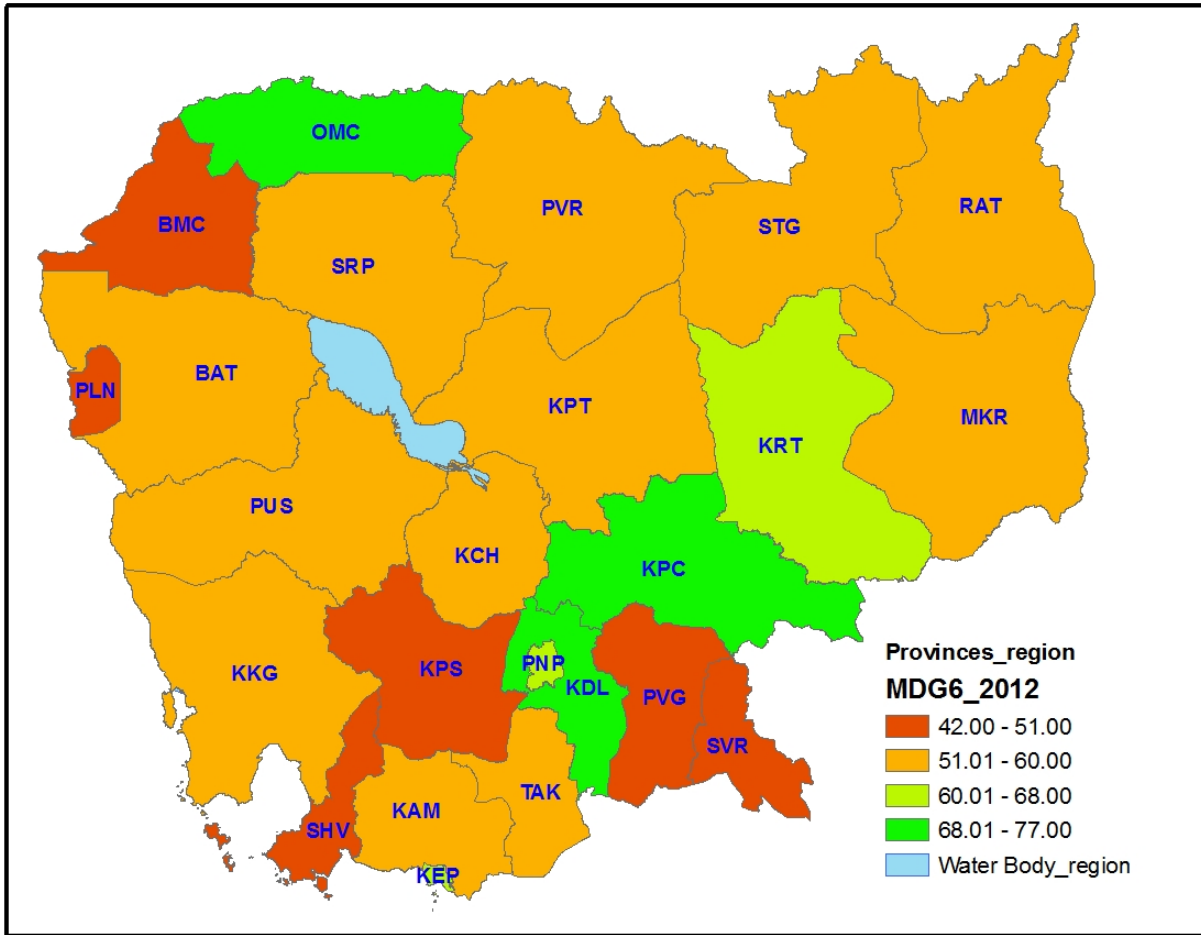 OMC
BMC
PVR
STG
RAT
SRP
PLN
BAT
KPT
KRT
MKR
PUS
KCH
KPC
KKG
KPS
PNP
KDL
PVG
SVR
TAK
KAM
SHV
KEP
Provinces_region
MDG6_2012
42.00 - 51.00
51.01 - 60.00
60.01 - 68.00
68.01 - 77.00
Water Body_region